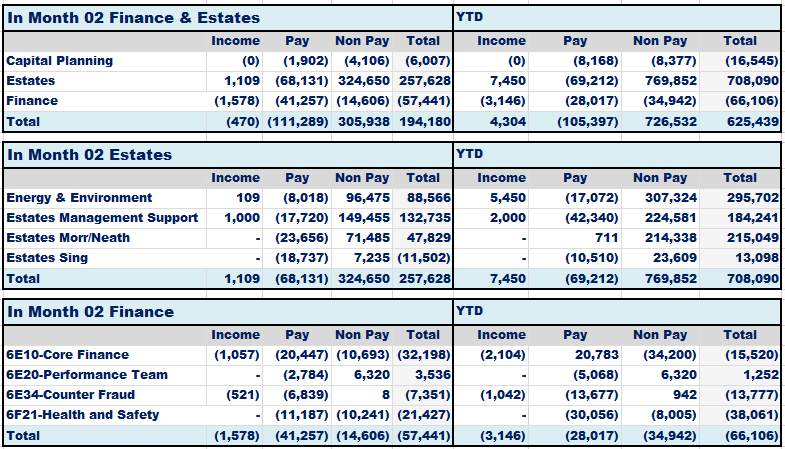 In Month 02 Finance & Estates YTD
Income Pay Non Pay Total Income Pay Non Pay Total
Capital Planning (0) (1,902) (4,106) (6,007) (0) (8,168) (8,377) (16,545)
Estates 1,109 (68,131) 324,650 257,628 7,450 (69,212) 769,852 708,090
Finance (1,578) (41,257) (14,606) (57,441) (3,146) (28,017) (34,942) (66,106)
Total (470) (111,289) 305,938 194,180 4,304 (105,397) 726,532 625,439
In Month 02 Estates YTD
Income Pay Non Pay Total Income Pay Non Pay Total
Energy & Environment 109 (8,018) 96,475 88,566 5,450 (17,072) 307,324 295,702
Estates Management Support 1,000 (17,720) 149,455 132,735 2,000 (42,340) 224,581 184,241
Estates Morr/Neath - (23,656) 71,485 47,829 - 711 214,338 215,049
Estates Sing - (18,737) 7,235 (11,502) - (10,510) 23,609 13,098
Total 1,109 (68,131) 324,650 257,628 7,450 (69,212) 769,852 708,090
In Month 02 Finance YTD
Income Pay Non Pay Total Income Pay Non Pay Total
6E10-Core Finance (1,057) (20,447) (10,693) (32,198) (2,104) 20,783 (34,200) (15,520)
6E20-Performance Team - (2,784) 6,320 3,536 - (5,068) 6,320 1,252
6E34-Counter Fraud (521) (6,839) 8 (7,351) (1,042) (13,677) 942 (13,777)
6F21-Health and Safety - (11,187) (10,241) (21,427) - (30,056) (8,005) (38,061)
Total (1,578) (41,257) (14,606) (57,441) (3,146) (28,017) (34,942) (66,106)